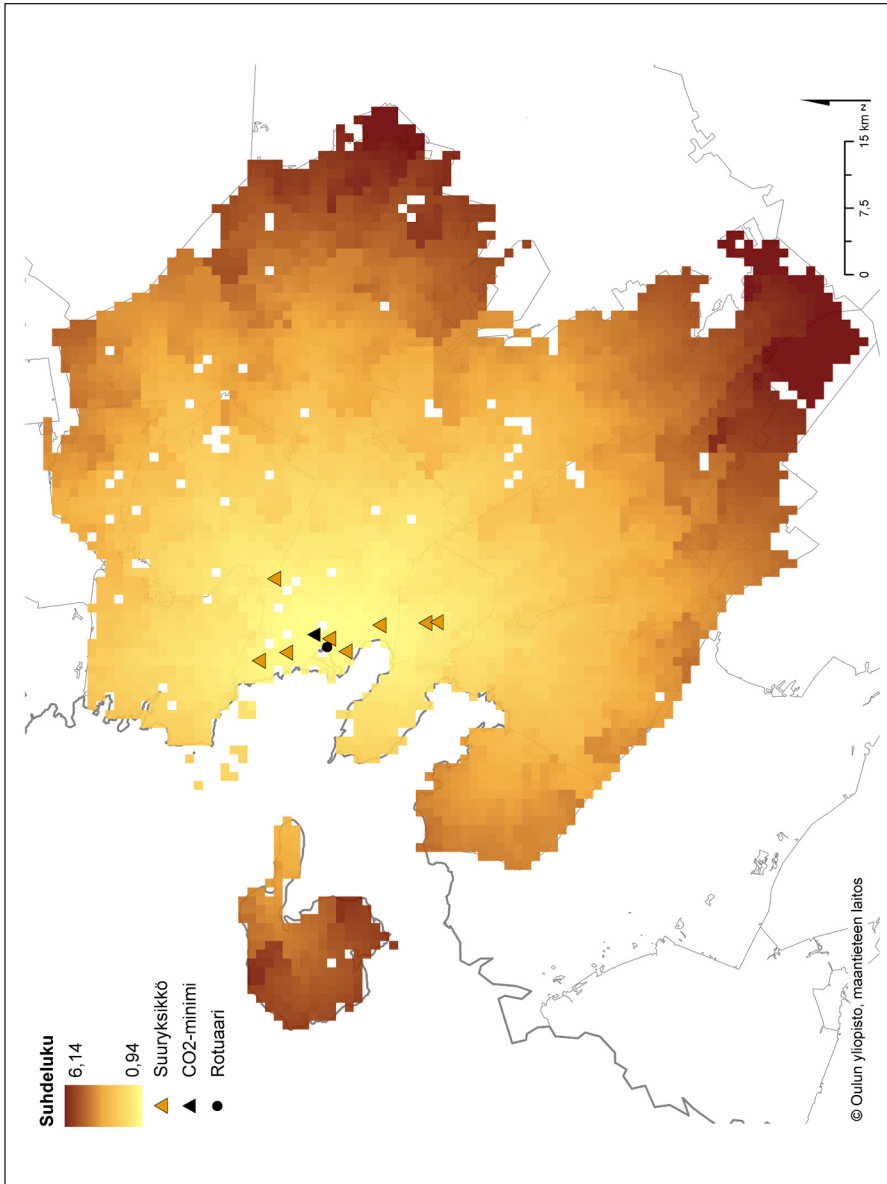 Suhdeluku
6,14
0,94
Suuryksikkö
CO2-minimi
Rotuaari
© Oulun yliopisto, maantieteen laitos
0 7,5 15 km
N